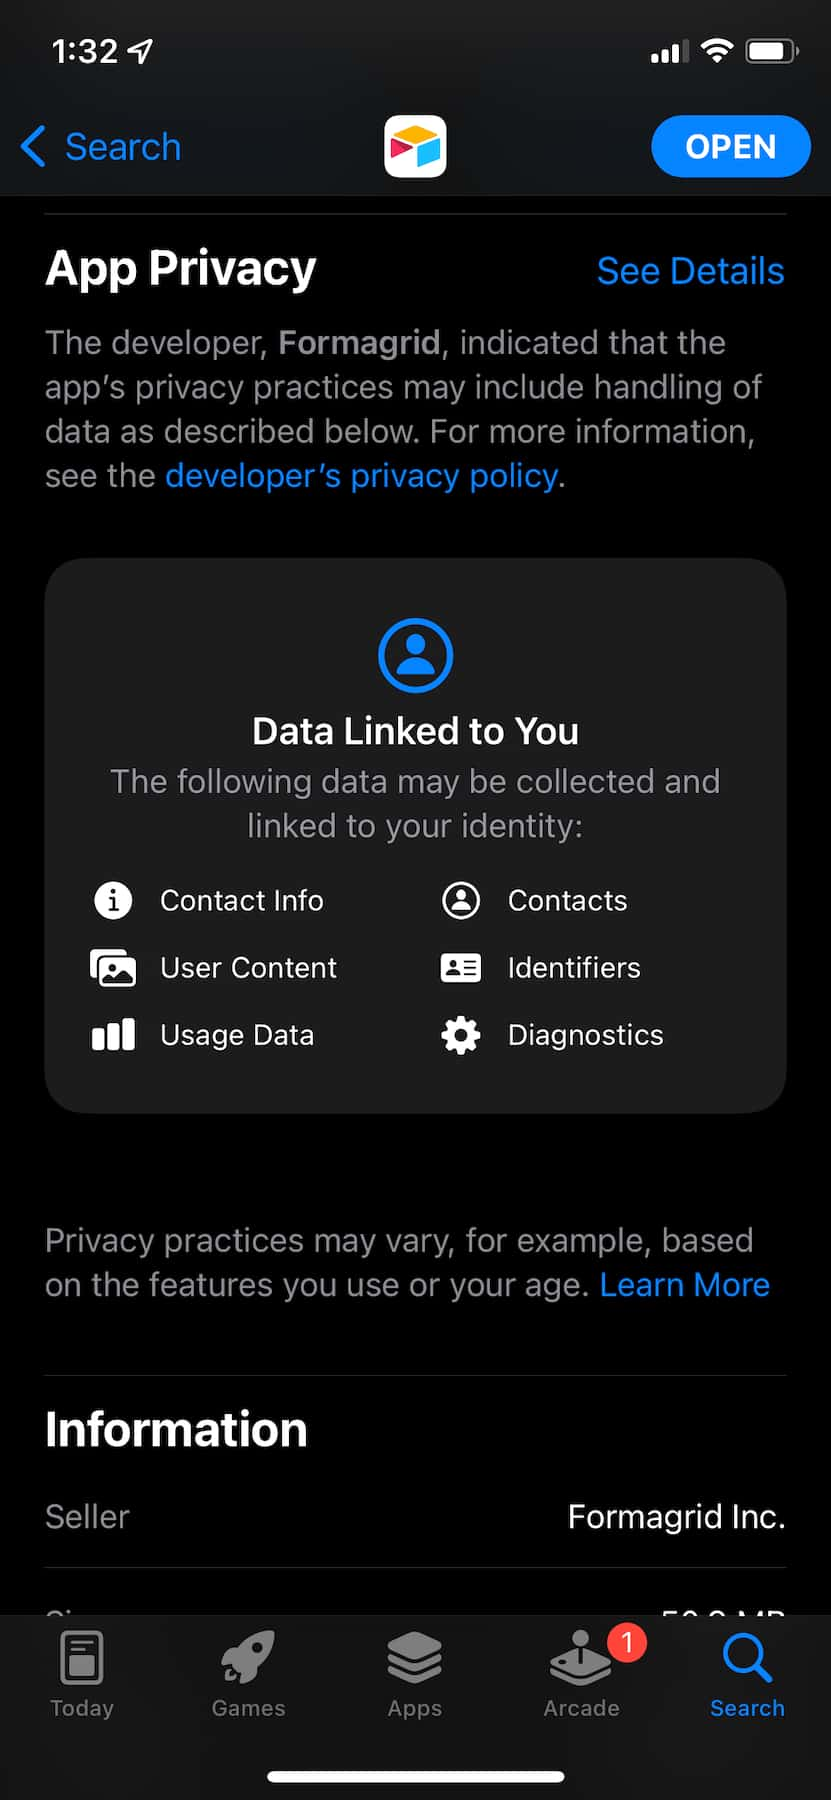 1:32
Search
OPEN
App Privacy
See Details
The developer, Formagrid, indicated that the
app's privacy practices may include handling of
data as described below. For more information,
see the developer's privacy policy.
Data Linked to You
The following data may be collected and
linked to your identity:
Contact Info
Contacts
User Content
Identifiers
Usage Data
Diagnostics
Privacy practices may vary, for example, based
on the features you use or your age. Learn More
Information
Seller
Formagrid Inc.
1
Today
Games
Apps
Arcade
Search